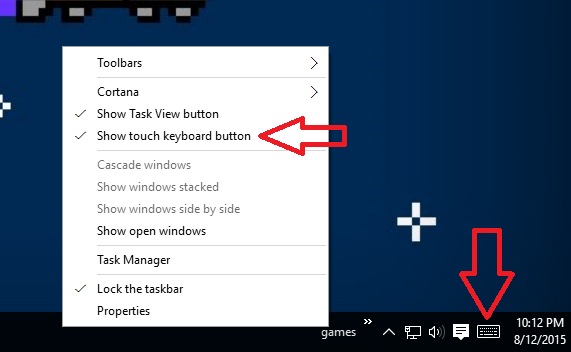 Toolbars
Cortana
Show Task View button
Show touch keyboard button
Cascade windows
Show windows stacked
Show windows side by side
Show open windows
Task Manager
Lock the taskbar
Properties
games
10:12 PM
8/12/2015